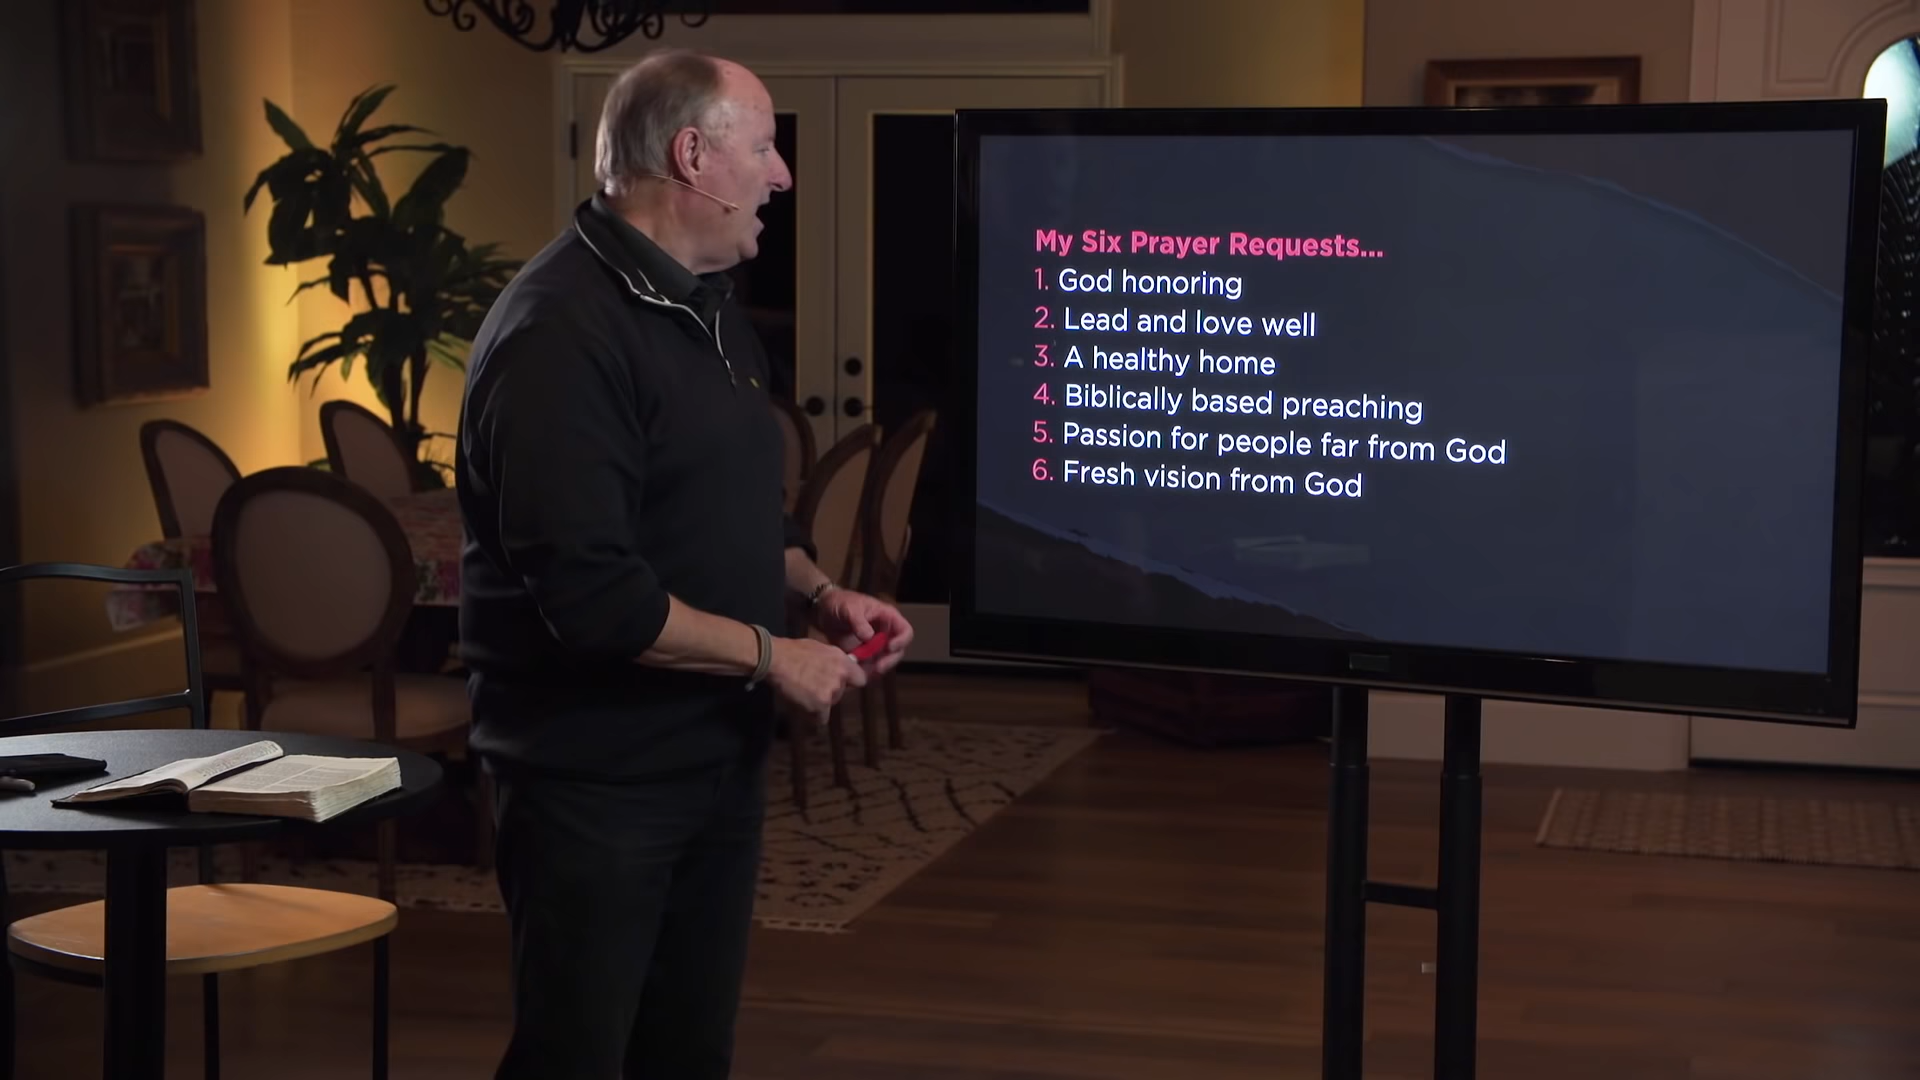 My Six Prayer Requests...
1. God honoring
2. Lead and love well
3. A healthy home
4. Biblically based preaching
5. Passion for people far from God
6. Fresh vision from God